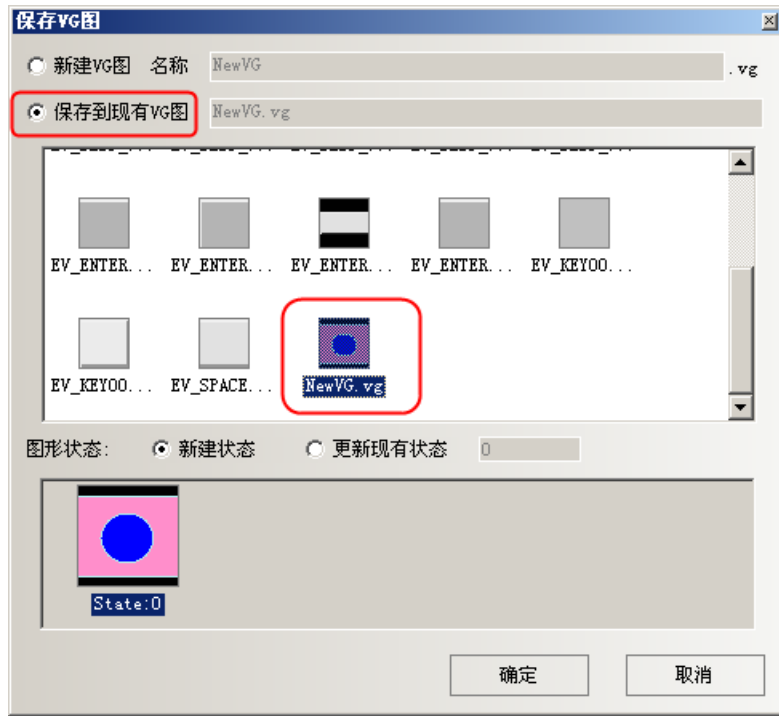 保存VG图
新建VG图 名称 NewVG .vg
保存到现有VG图 NewVG.vg
EV_ENTER... EV_ENTER... EV_ENTER... EV_ENTER... EV_KEY00...
EV_KEY00... EV_SPACE... NewVG.vg
图形状态: 新建状态 更新现有状态 0
State:0
确定 取消